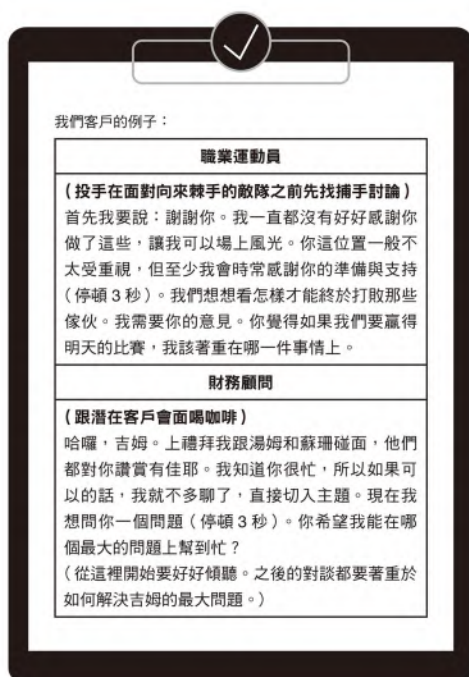 我們客戶的例子：
職業運動員
（投手在面對向來棘手的敵隊之前先找捕手討論）
首先我要說：謝謝你。我一直都沒有好好感謝你
做了這些，讓我可以場上風光。你這位置一般不
太受重視，但至少我會時常感謝你的準備與支持
（停頓 3 秒）。我們想想看怎樣才能終於打敗那些
傢伙。我需要你的意見。你覺得如果我們要贏得
明天的比賽，我該著重在哪一件事情上。
財務顧問
（跟潛在客戶會面喝咖啡）
哈囉，吉姆。上禮拜我跟湯姆和蘇珊碰面，他們
都對你讚賞有佳耶。我知道你很忙，所以如果可
以的話，我就不多聊了，直接切入主題。現在我
想問你一個問題（停頓 3 秒）。你希望我能在哪
個最大的問題上幫到忙？
（從這裡開始要好好傾聽。之後的對談都要著重於
如何解決吉姆的最大問題。）